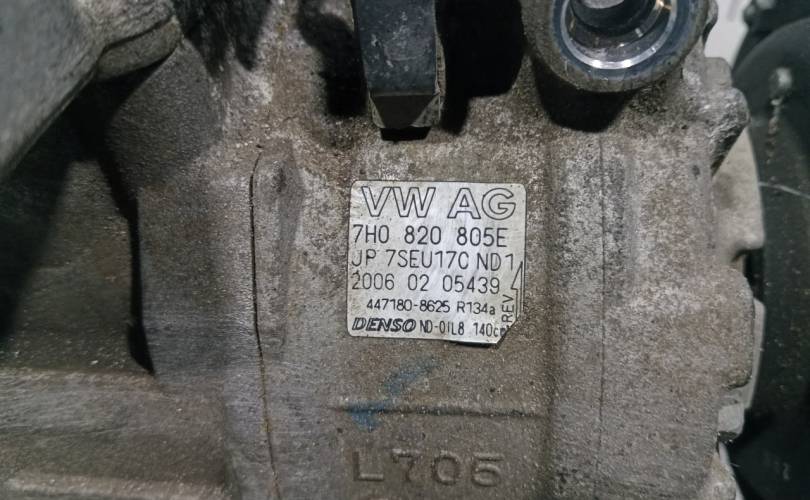 VW AG
7H0 820 805E
JP 7SEU17C ND1
2006 02 05439
447180-8625 R134a
REV
DENSO ND-OIL8 140cm³
L705